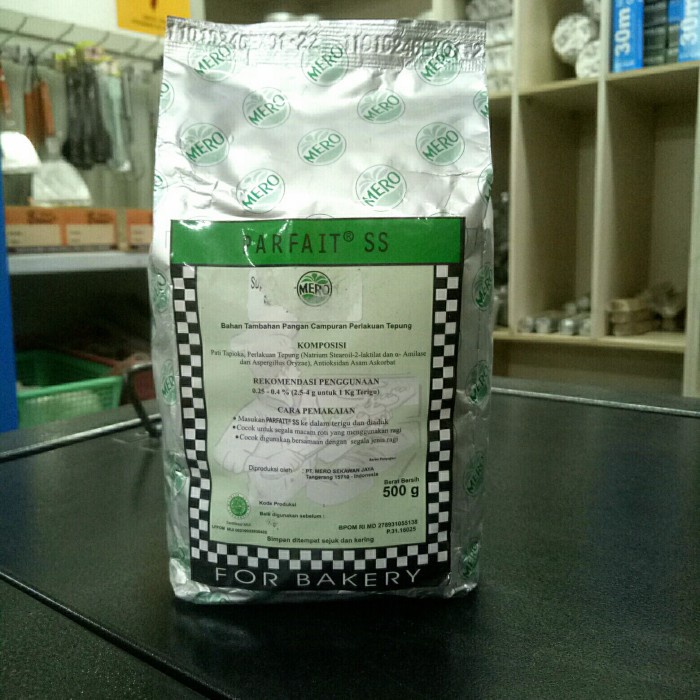 MERO
PARFAIT® SS
MERO
Bahan Tambahan Pangan Campuran Perlakuan Tepung
KOMPOSISI
Pati Tapioka, Perlakuan Tepung (Natrium Stearoil-2-laktilat dan α- Amilase
dari Aspergillus Oryzae), Antioksidan Asam Askorbat
REKOMENDASI PENGGUNAAN
0.25 - 0.4 % (2.5-4 g untuk 1 Kg Terigu)
CARA PEMAKAIAN
•Masukan PARFAIT® SS ke dalam terigu dan diaduk
•Cocok untuk segala macam roti yang menggunakan ragi
•Cocok digunakan bersamaan dengan segala jenis ragi
Diproduksi oleh : PT. MERO SEKAWAN JAYA
Tangerang 15710 - Indonesia
Berat Bersih
500 g
Kode Produksi
Baik digunakan sebelum :
BPOM RI MD 278931055138
P.31.16025
Simpan ditempat sejuk dan kering
FOR BAKERY
30m